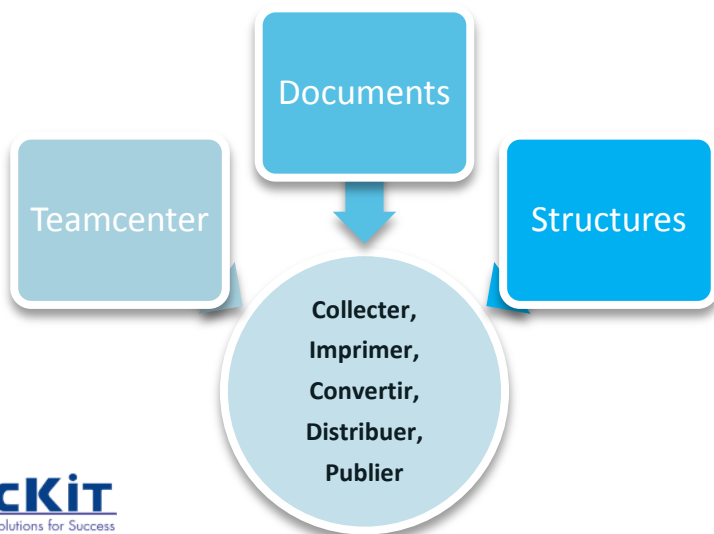 Documents
Teamcenter
Structures
Collecter,
Imprimer,
Convertir,
Distribuer,
Publier
cKiT
olutions for Success